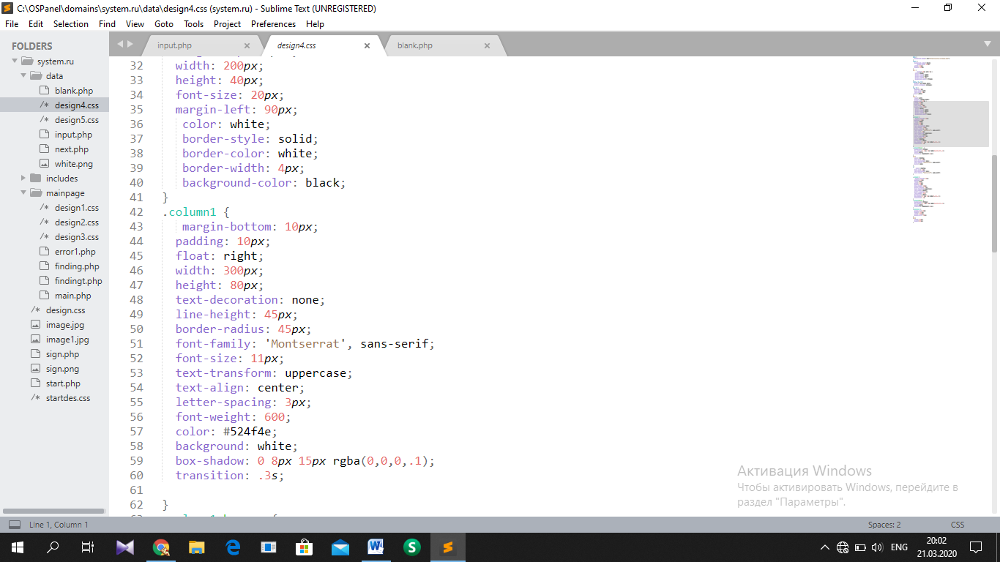 C:\OSPanel\domains\system.ru\data\design4.css (system.ru) - Sublime Text (UNREGISTERED)
File Edit Selection Find View Goto Tools Project Preferences Help
FOLDERS
system.ru
data
blank.php
/* design4.css
/* design5.css
input.php
next.php
white.png
includes
mainpage
/* design1.css
/* design2.css
/* design3.css
error1.php
finding.php
findingt.php
main.php
/* design.css
image.jpg
image1.jpg
sign.php
sign.png
start.php
/* startdes.css
input.php × design4.css × blank.php ×
32 width: 200px;
33 height: 40px;
34 font-size: 20px;
35 margin-left: 90px;
36 color: white;
37 border-style: solid;
38 border-color: white;
39 border-width: 4px;
40 background-color: black;
41 }
42 .column1 {
43 margin-bottom: 10px;
44 padding: 10px;
45 float: right;
46 width: 300px;
47 height: 80px;
48 text-decoration: none;
49 line-height: 45px;
50 border-radius: 45px;
51 font-family: 'Montserrat', sans-serif;
52 font-size: 11px;
53 text-transform: uppercase;
54 text-align: center;
55 letter-spacing: 3px;
56 font-weight: 600;
57 color: #524f4e;
58 background: white;
59 box-shadow: 0 8px 15px rgba(0,0,0,.1);
60 transition: .3s;
61
62 }
Активация Windows
Чтобы активировать Windows, перейдите в
раздел "Параметры".
Line 1, Column 1 Spaces: 2 CSS
ENG
20:02
21.03.2020